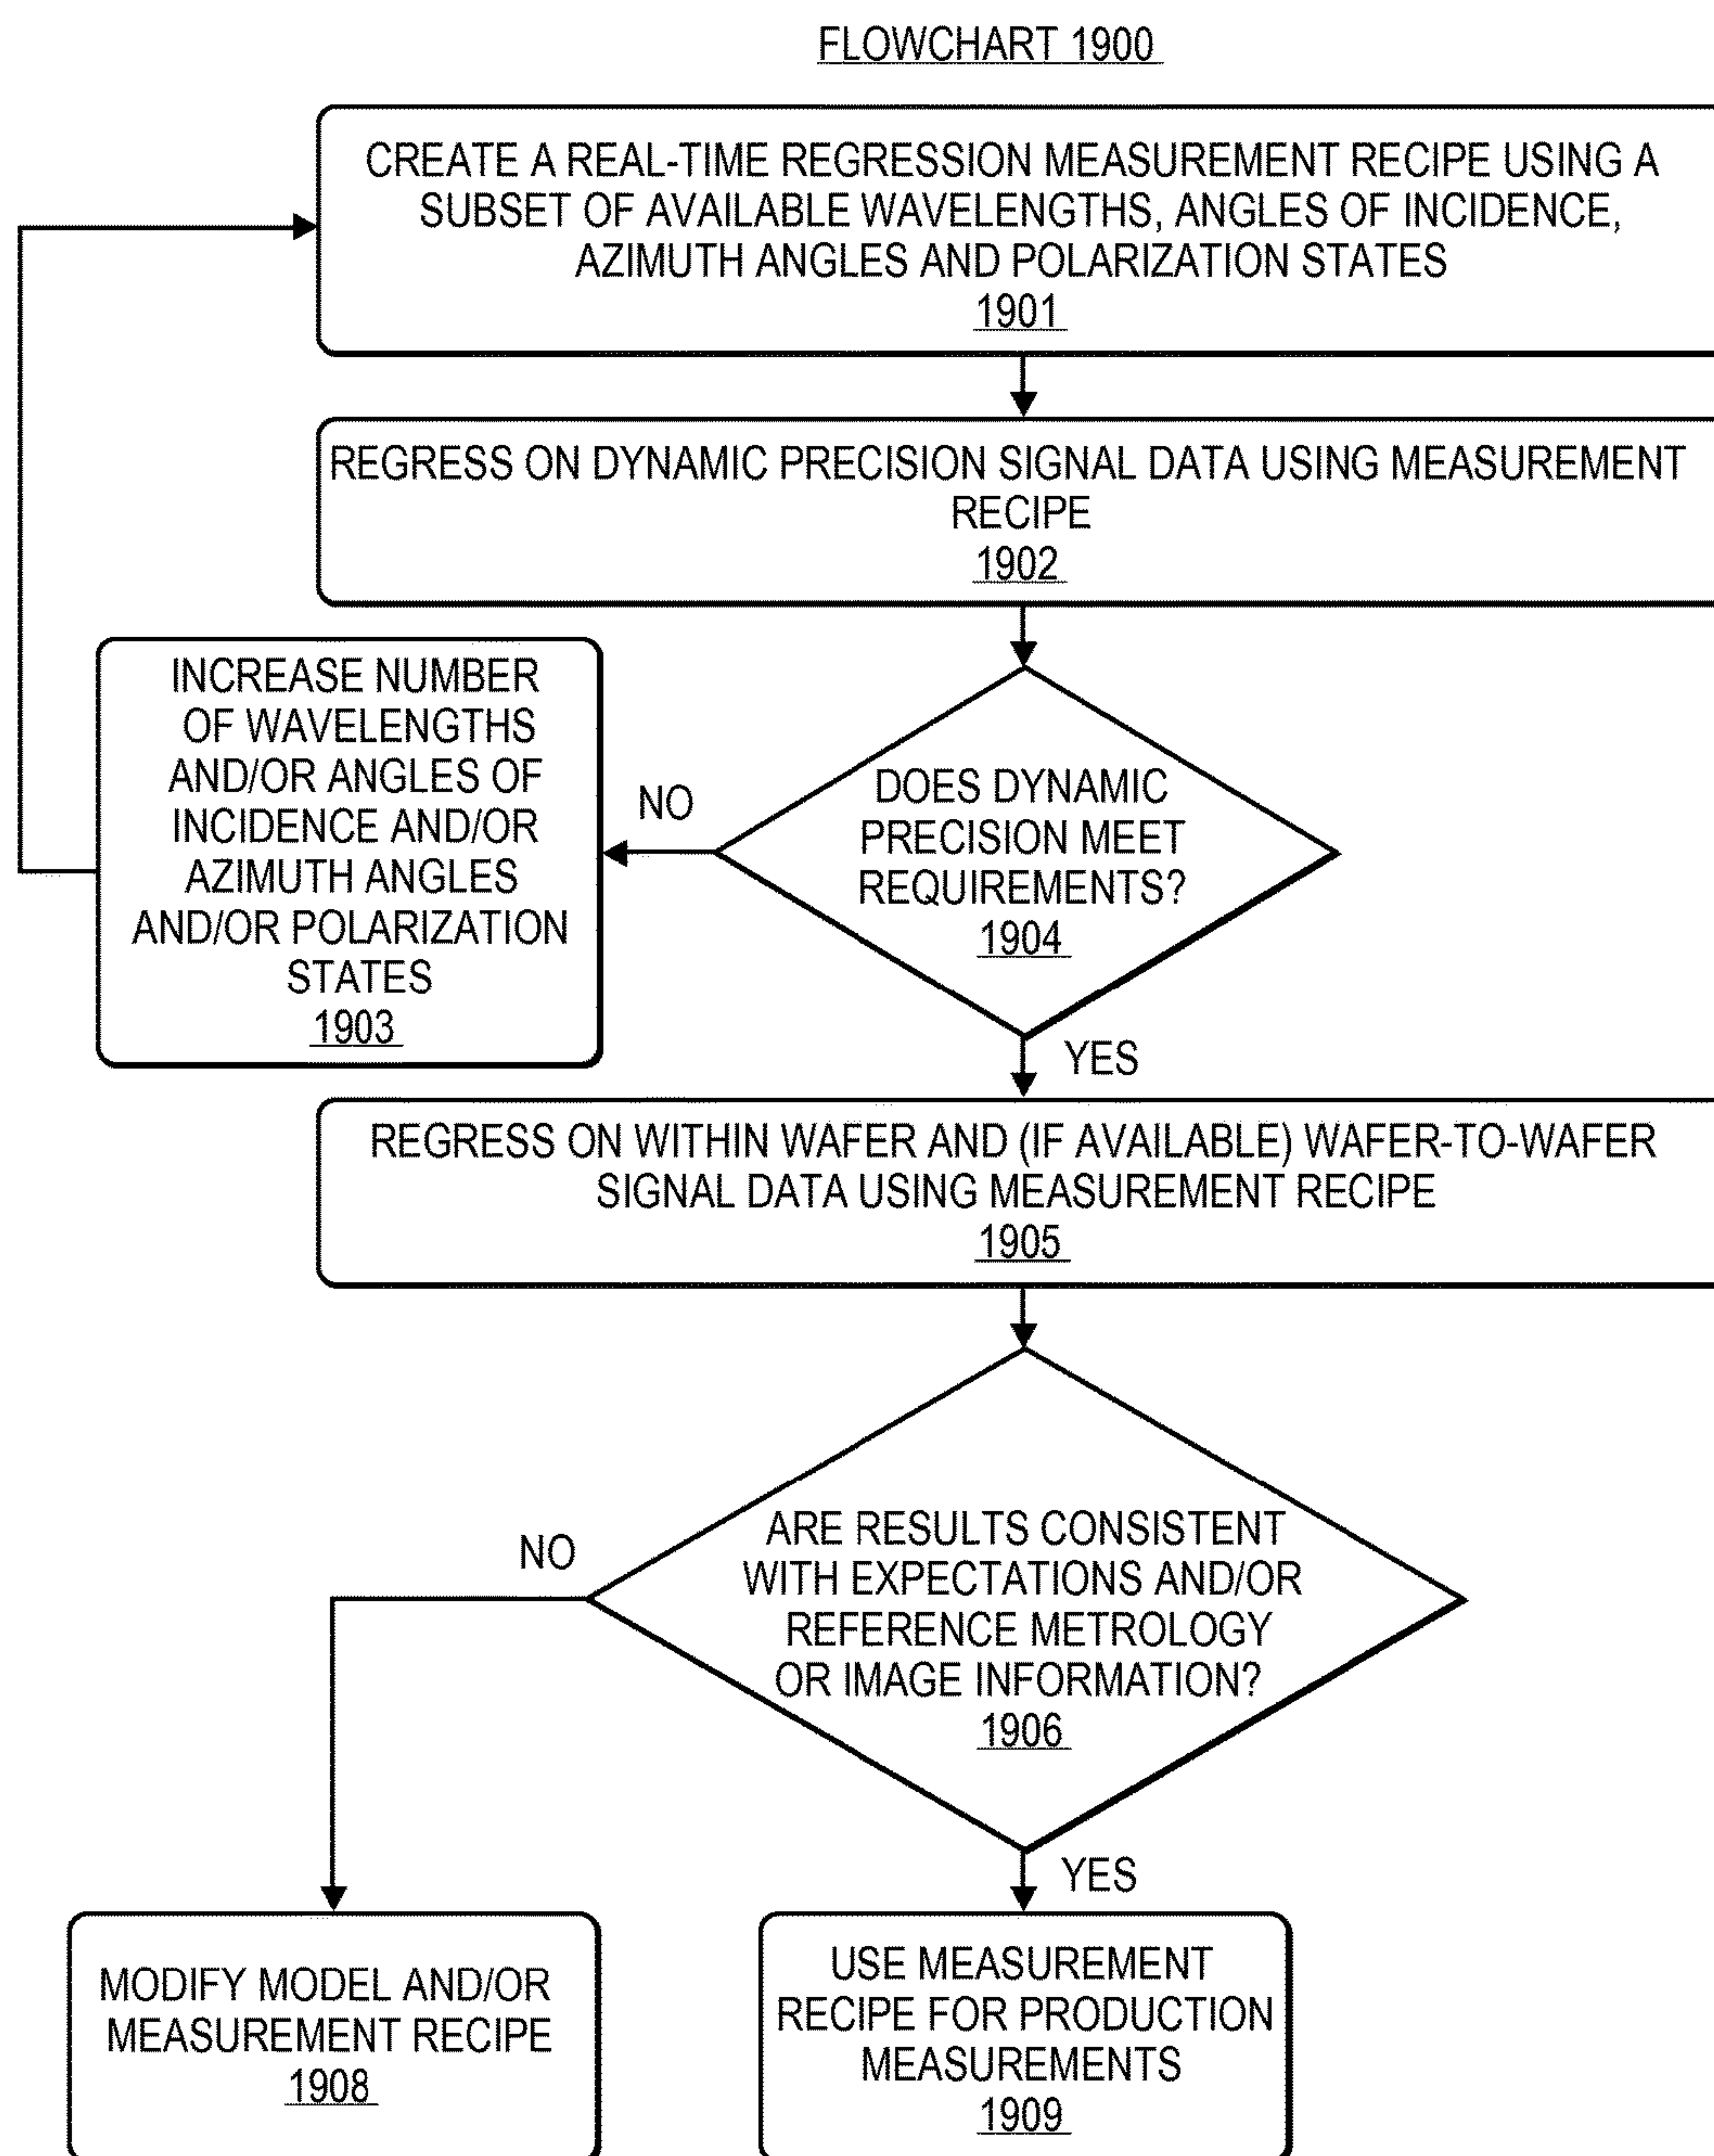 FLOWCHART 1900
CREATE A REAL-TIME REGRESSION MEASUREMENT RECIPE USING A
SUBSET OF AVAILABLE WAVELENGTHS, ANGLES OF INCIDENCE,
AZIMUTH ANGLES AND POLARIZATION STATES
1901
REGRESS ON DYNAMIC PRECISION SIGNAL DATA USING MEASUREMENT
RECIPE
1902
INCREASE NUMBER
OF WAVELENGTHS
AND/OR ANGLES OF
INCIDENCE AND/OR
AZIMUTH ANGLES
AND/OR POLARIZATION
STATES
1903
NO
DOES DYNAMIC
PRECISION MEET
REQUIREMENTS?
1904
YES
REGRESS ON WITHIN WAFER AND (IF AVAILABLE) WAFER-TO-WAFER
SIGNAL DATA USING MEASUREMENT RECIPE
1905
NO
ARE RESULTS CONSISTENT
WITH EXPECTATIONS AND/OR
REFERENCE METROLOGY
OR IMAGE INFORMATION?
1906
YES
MODIFY MODEL AND/OR
MEASUREMENT RECIPE
1908
USE MEASUREMENT
RECIPE FOR PRODUCTION
MEASUREMENTS
1909